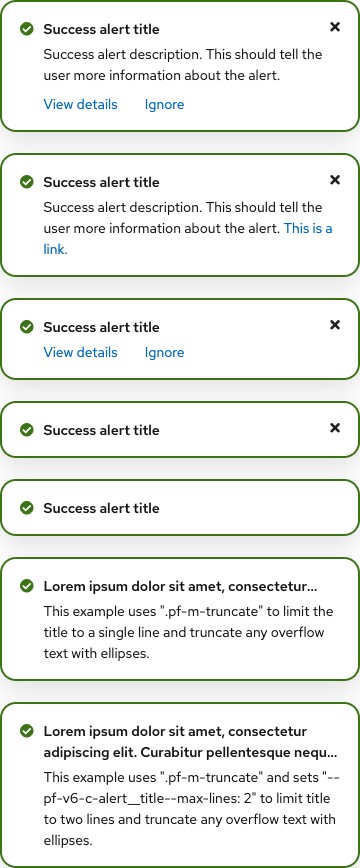 Success alert title
Success alert description. This should tell the
user more information about the alert.
View details Ignore
Success alert title
Success alert description. This should tell the
user more information about the alert. This is a
link.
Success alert title
View details Ignore
Success alert title
Success alert title
Lorem ipsum dolor sit amet, consectetur...
This example uses ".pf-m-truncate" to limit the
title to a single line and truncate any overflow
text with ellipses.
Lorem ipsum dolor sit amet, consectetur
adipiscing elit. Curabitur pellentesque nequ...
This example uses ".pf-m-truncate" and sets "--
pf-v6-c-alert__title--max-lines: 2" to limit title
to two lines and truncate any overflow text with
ellipses.